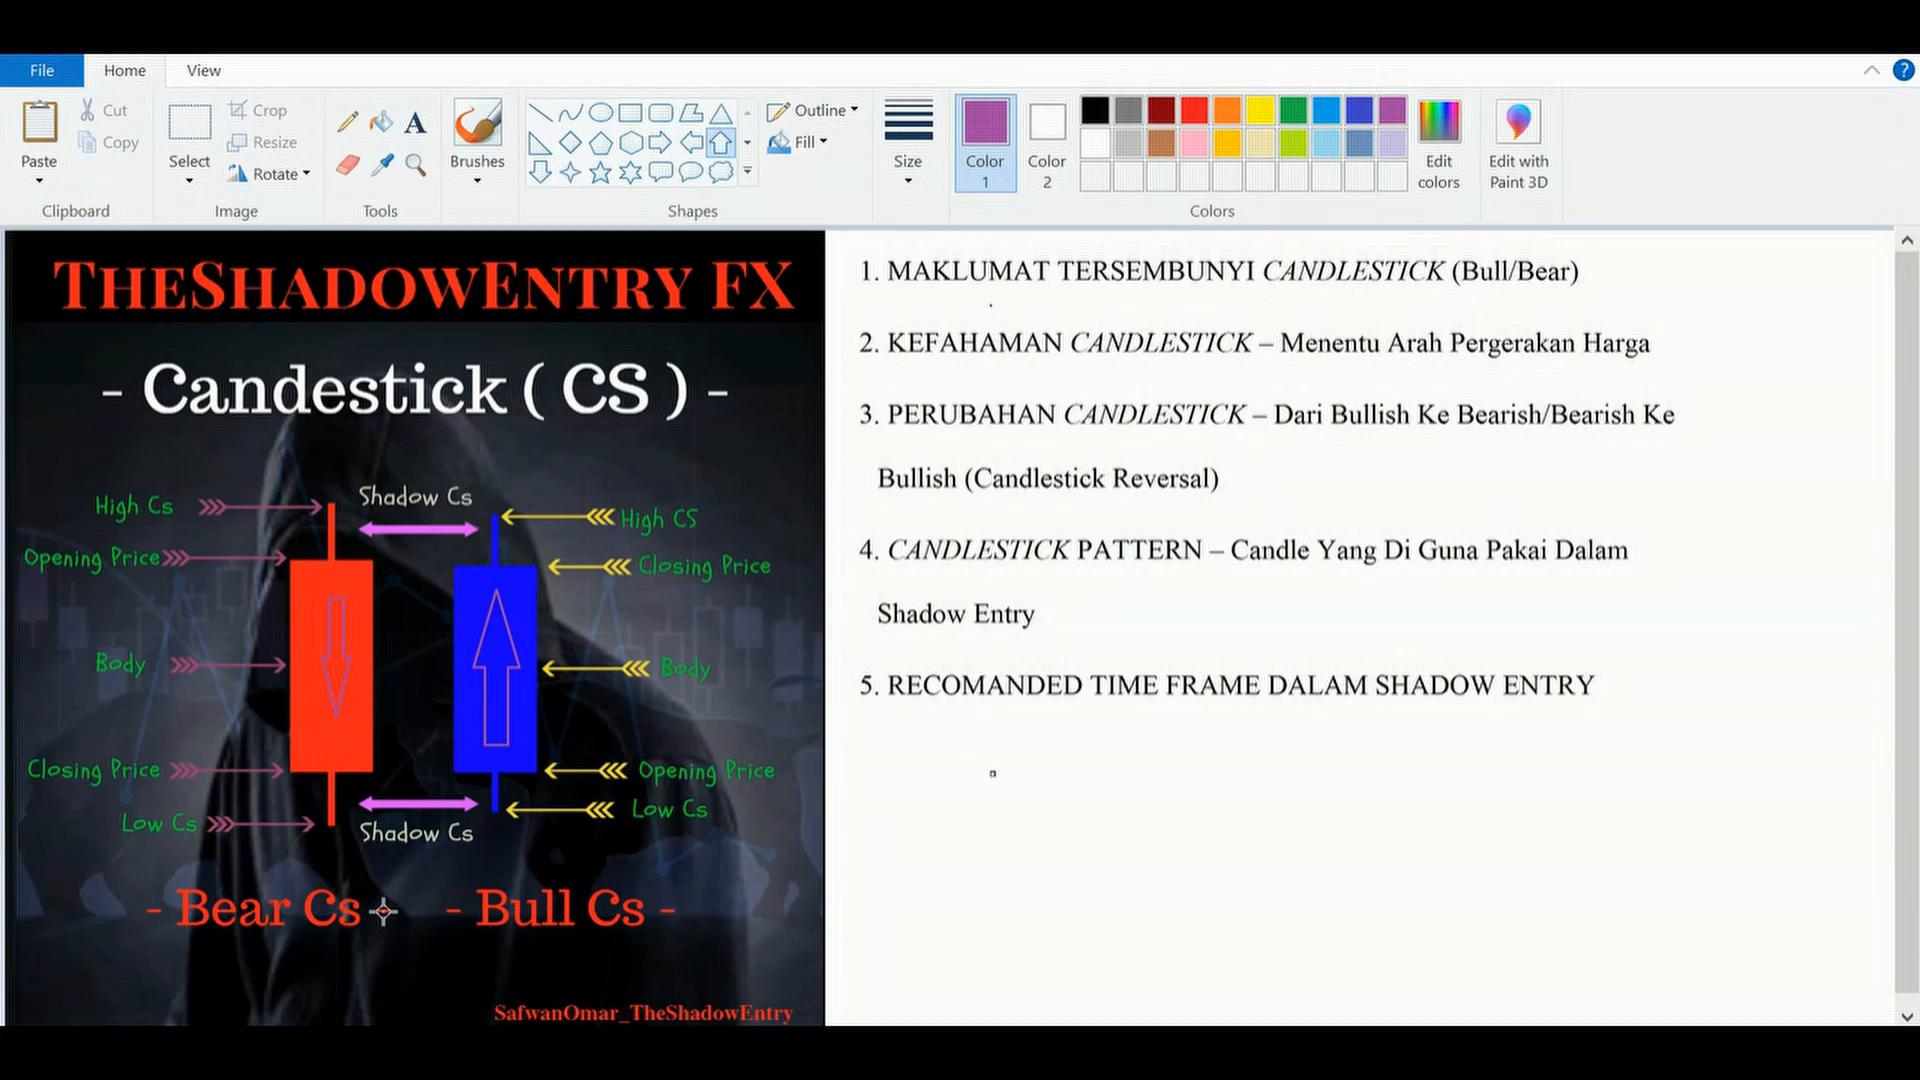 File Home View
Paste Cut Copy Select Crop Resize Rotate Brushes Outline Fill Size Color 1 Color 2 Edit colors Edit with Paint 3D
Clipboard Image Tools Shapes Colors
THESHADOWENTRY FX
- Candestick ( CS ) -
High Cs
Shadow Cs
High CS
Opening Price
Closing Price
Body
Body
Closing Price
Opening Price
Low Cs
Low Cs
Shadow Cs
- Bear Cs
- Bull Cs -
SafwanOmar_TheShadowEntry
1. MAKLUMAT TERSEMBUNYI CANDLESTICK (Bull/Bear)
2. KEFAHAMAN CANDLESTICK – Menentu Arah Pergerakan Harga
3. PERUBAHAN CANDLESTICK – Dari Bullish Ke Bearish/Bearish Ke
Bullish (Candlestick Reversal)
4. CANDLESTICK PATTERN – Candle Yang Di Guna Pakai Dalam
Shadow Entry
5. RECOMANDED TIME FRAME DALAM SHADOW ENTRY